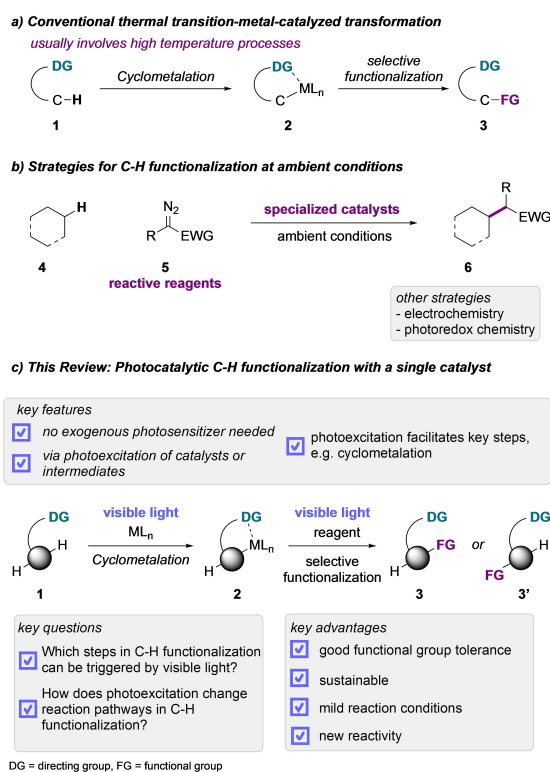 a) Conventional thermal transition-metal-catalyzed transformation
usually involves high temperature processes
DG
C-H
1
Cyclometalation
DG
MLn
C
2
selective
functionalization
DG
C-FG
3
b) Strategies for C-H functionalization at ambient conditions
H
4
N2
R
EWG
5
reactive reagents
specialized catalysts
ambient conditions
R
EWG
6
other strategies
- electrochemistry
- photoredox chemistry
c) This Review: Photocatalytic C-H functionalization with a single catalyst
key features
no exogenous photosensitizer needed
via photoexcitation of catalysts or
intermediates
photoexcitation facilitates key steps,
e.g. cyclometalation
DG
H
H
1
visible light
MLn
Cyclometalation
DG
MLn
H
2
visible light
reagent
selective
functionalization
DG
FG
H
3
or
DG
H
FG
3'
key questions
Which steps in C-H functionalization
can be triggered by visible light?
How does photoexcitation change
reaction pathways in C-H
functionalization?
key advantages
good functional group tolerance
sustainable
mild reaction conditions
new reactivity
DG = directing group, FG = functional group